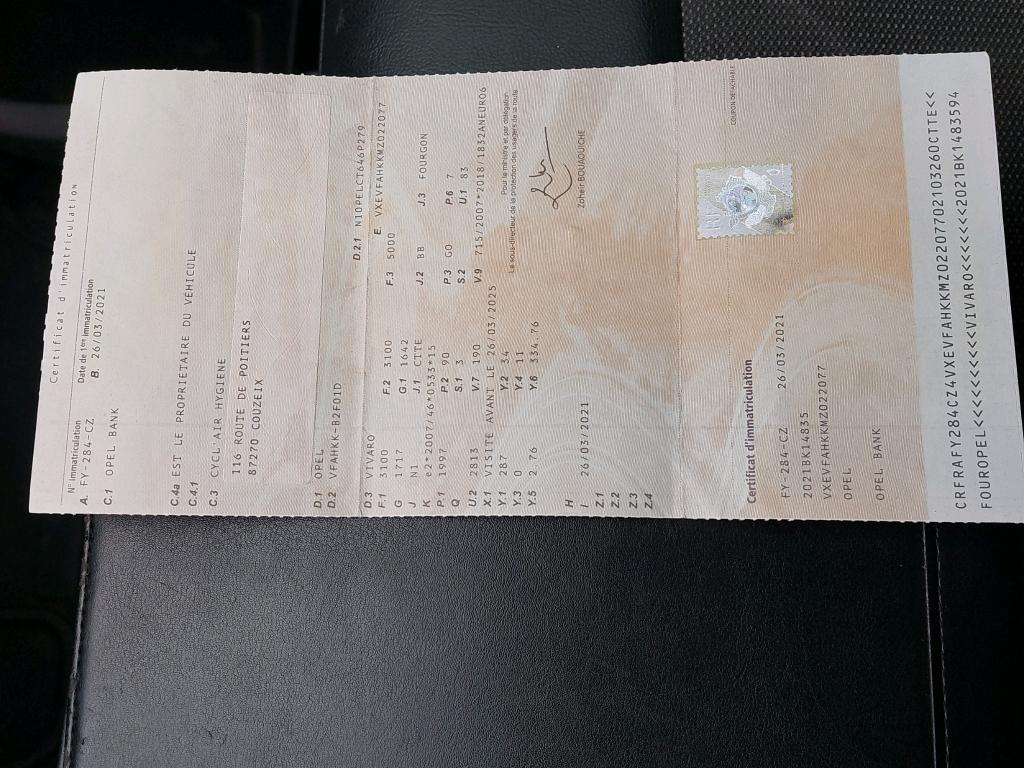 Certificat d'immatriculation
N° Immatriculation Date de 1ère Immatriculation
A. FY-284-CZ B. 26/03/2021
C.1 OPEL BANK
C.4a EST LE PROPRIETAIRE DU VEHICULE
C.4.1
C.3 CYCL'AIR HYGIENE
116 ROUTE DE POITIERS
87270 COUZEIX
D.1 OPEL
D.2 VFAHKK-B2F01D D.2.1 N10PELCT646P279
D.3 VIVARO E. VXEVFAHKKMZ022077
F.1 3100 F.2 3100 F.3 5000
G 1717 G.1 1642
J N1 J.1 CTTE J.2 BB J.3 FOURGON
K e2*2007/46*0533*15
P.1 1997 P.2 90 P.3 GO P.6 7
Q S.1 3 S.2 U.1 83
U.2 2813 V.7 190 V.9 715/2007*2018/1832ANEURO6
X.1 VISITE AVANT LE 26/03/2025
Y.1 287 Y.2 34
Y.3 0 Y.4 11
Y.5 2.76 Y.6 334.76
Pour le ministre et par délégation
Le sous-directeur de la protection des usagers de la route
H
I 26/03/2021
Zoheir BOUAOUICHE
Z.1
Z.2
Z.3
Z.4
COUPON DÉTACHABLE
Certificat d'immatriculation
FY-284-CZ 26/03/2021
2021BK14835
VXEVFAHKKMZ022077
OPEL
OPEL BANK
CRFRAFY284CZ4VXEVFAHKKMZ0220770210326OCTTE<<
FOUROPEL<<<<<<<<<VIVARO<<<<<<<2021BK1483594